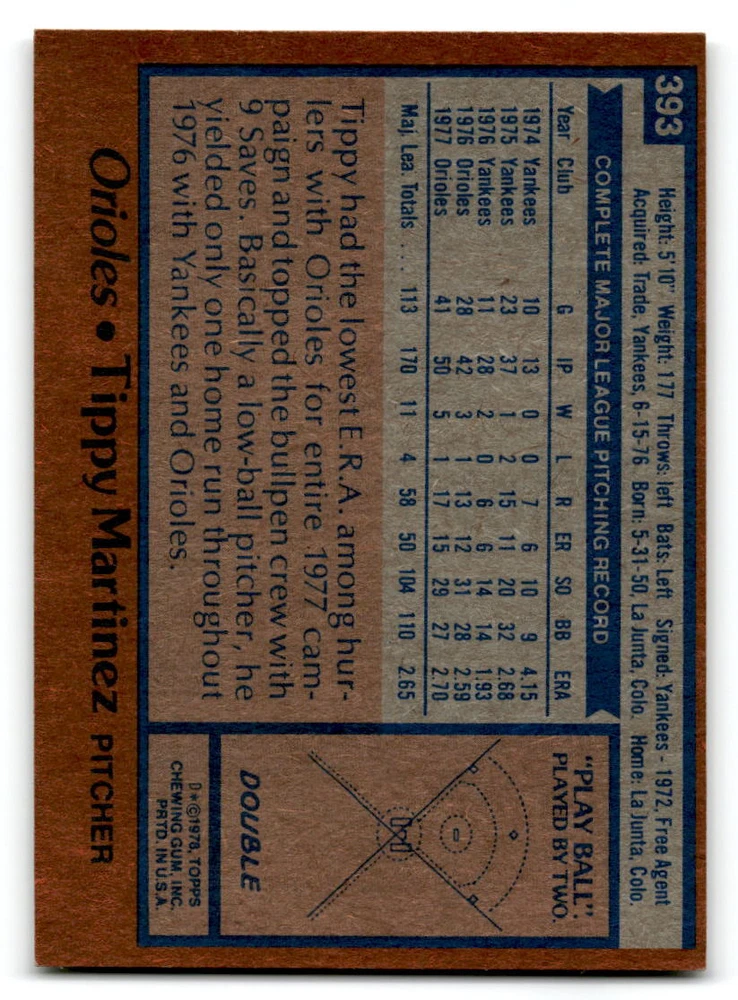 393
Height: 5'10" Weight: 177 Throws: left Bats: Left Signed: Yankees - 1972, Free Agent
Acquired: Trade, Yankees, 6-15-76 Born: 5-31-50, La Junta, Colo. Home: La Junta, Colo.
COMPLETE MAJOR LEAGUE PITCHING RECORD
Year Club G IP W L R ER SO BB ERA
1974 Yankees 10 13 0 0 7 6 10 9 4.15
1975 Yankees 23 37 1 2 15 11 20 32 2.68
1976 Yankees 11 28 2 0 6 6 14 14 1.93
1976 Orioles 28 42 3 1 13 12 31 28 2.59
1977 Orioles 41 50 5 1 17 15 29 27 2.70
Maj. Lea. Totals . . . 113 170 11 4 58 50 104 110 2.65
Tippy had the lowest E.R.A. among hur-
lers with Orioles for entire 1977 cam-
paign and topped the bullpen crew with
9 Saves. Basically a low-ball pitcher, he
yielded only one home run throughout
1976 with Yankees and Orioles.
"PLAY BALL".
PLAYED BY TWO.
DOUBLE
D*©1978, TOPPS
CHEWING GUM, INC.
PRTD. IN U.S.A.
Orioles • Tippy Martinez PITCHER